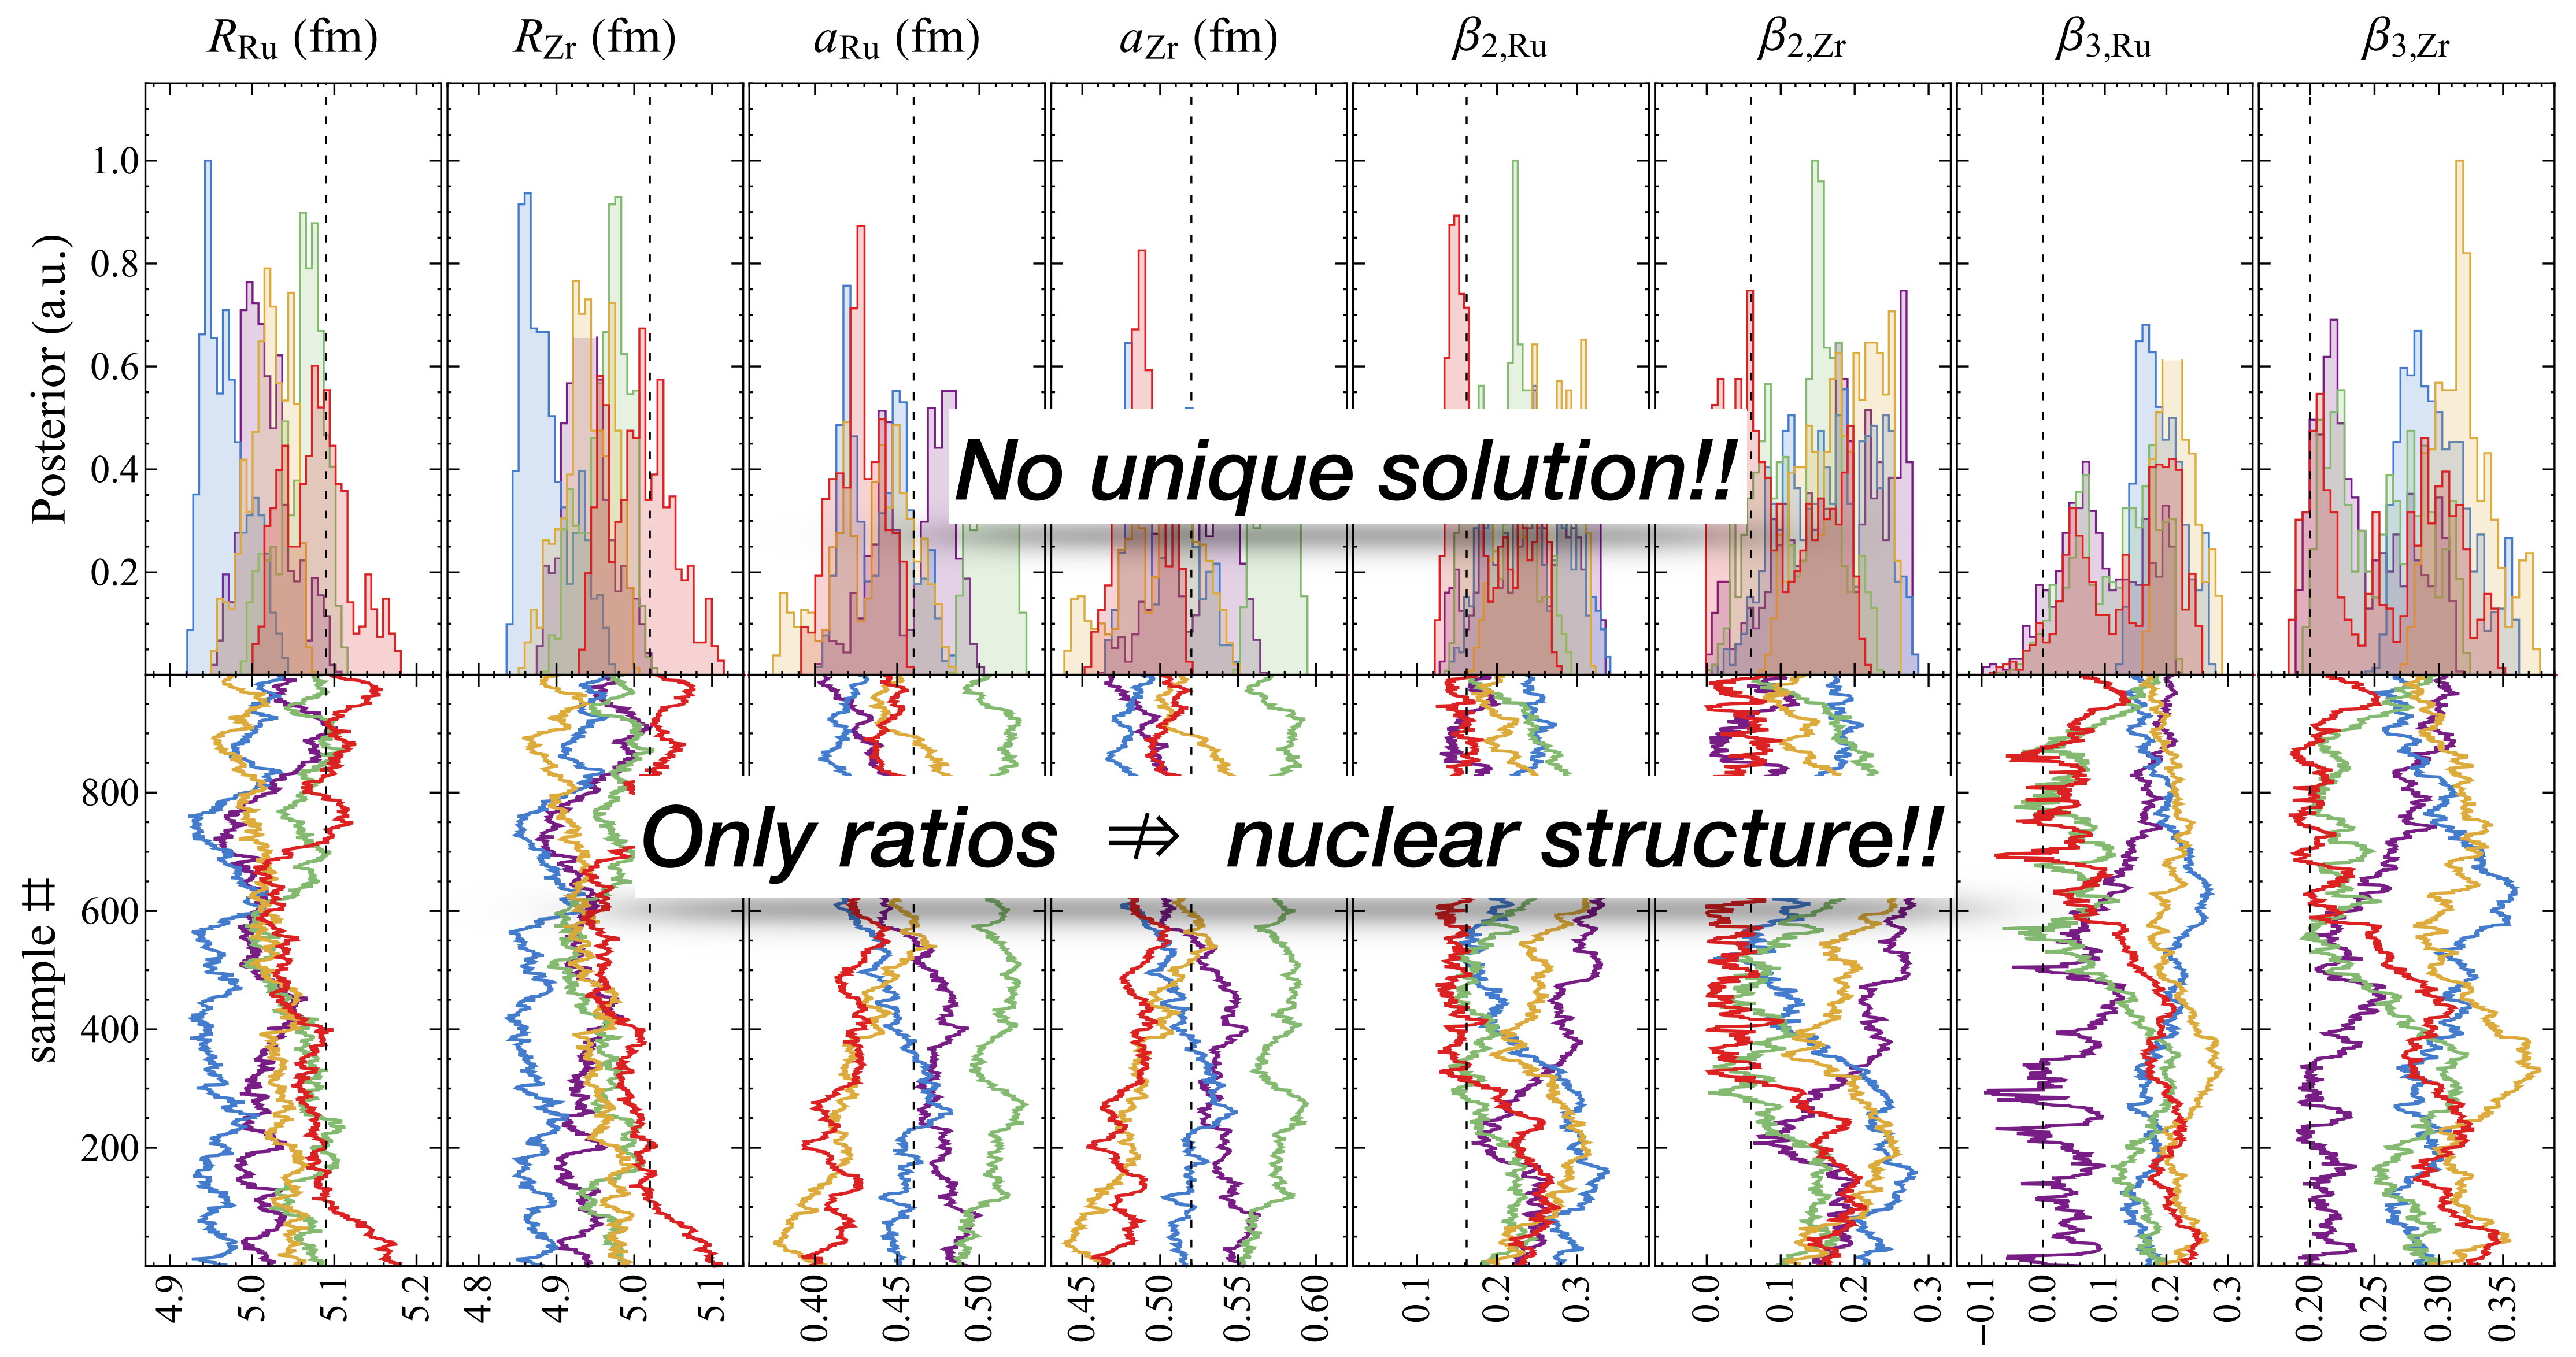 R_Ru (fm) R_Zr (fm) a_Ru (fm) a_Zr (fm) β_2,Ru β_2,Zr β_3,Ru β_3,Zr
Posterior (a.u.)
1.0
0.8
0.6
0.4
0.2
No unique solution!!
Only ratios ⇏ nuclear structure!!
sample #
800
600
400
200
4.9 5.0 5.1 5.2 4.8 4.9 5.0 5.1 0.40 0.45 0.50 0.45 0.50 0.55 0.60 0.1 0.2 0.3 0.0 0.1 0.2 0.3 −0.1 0.0 0.1 0.2 0.3 0.20 0.25 0.30 0.35